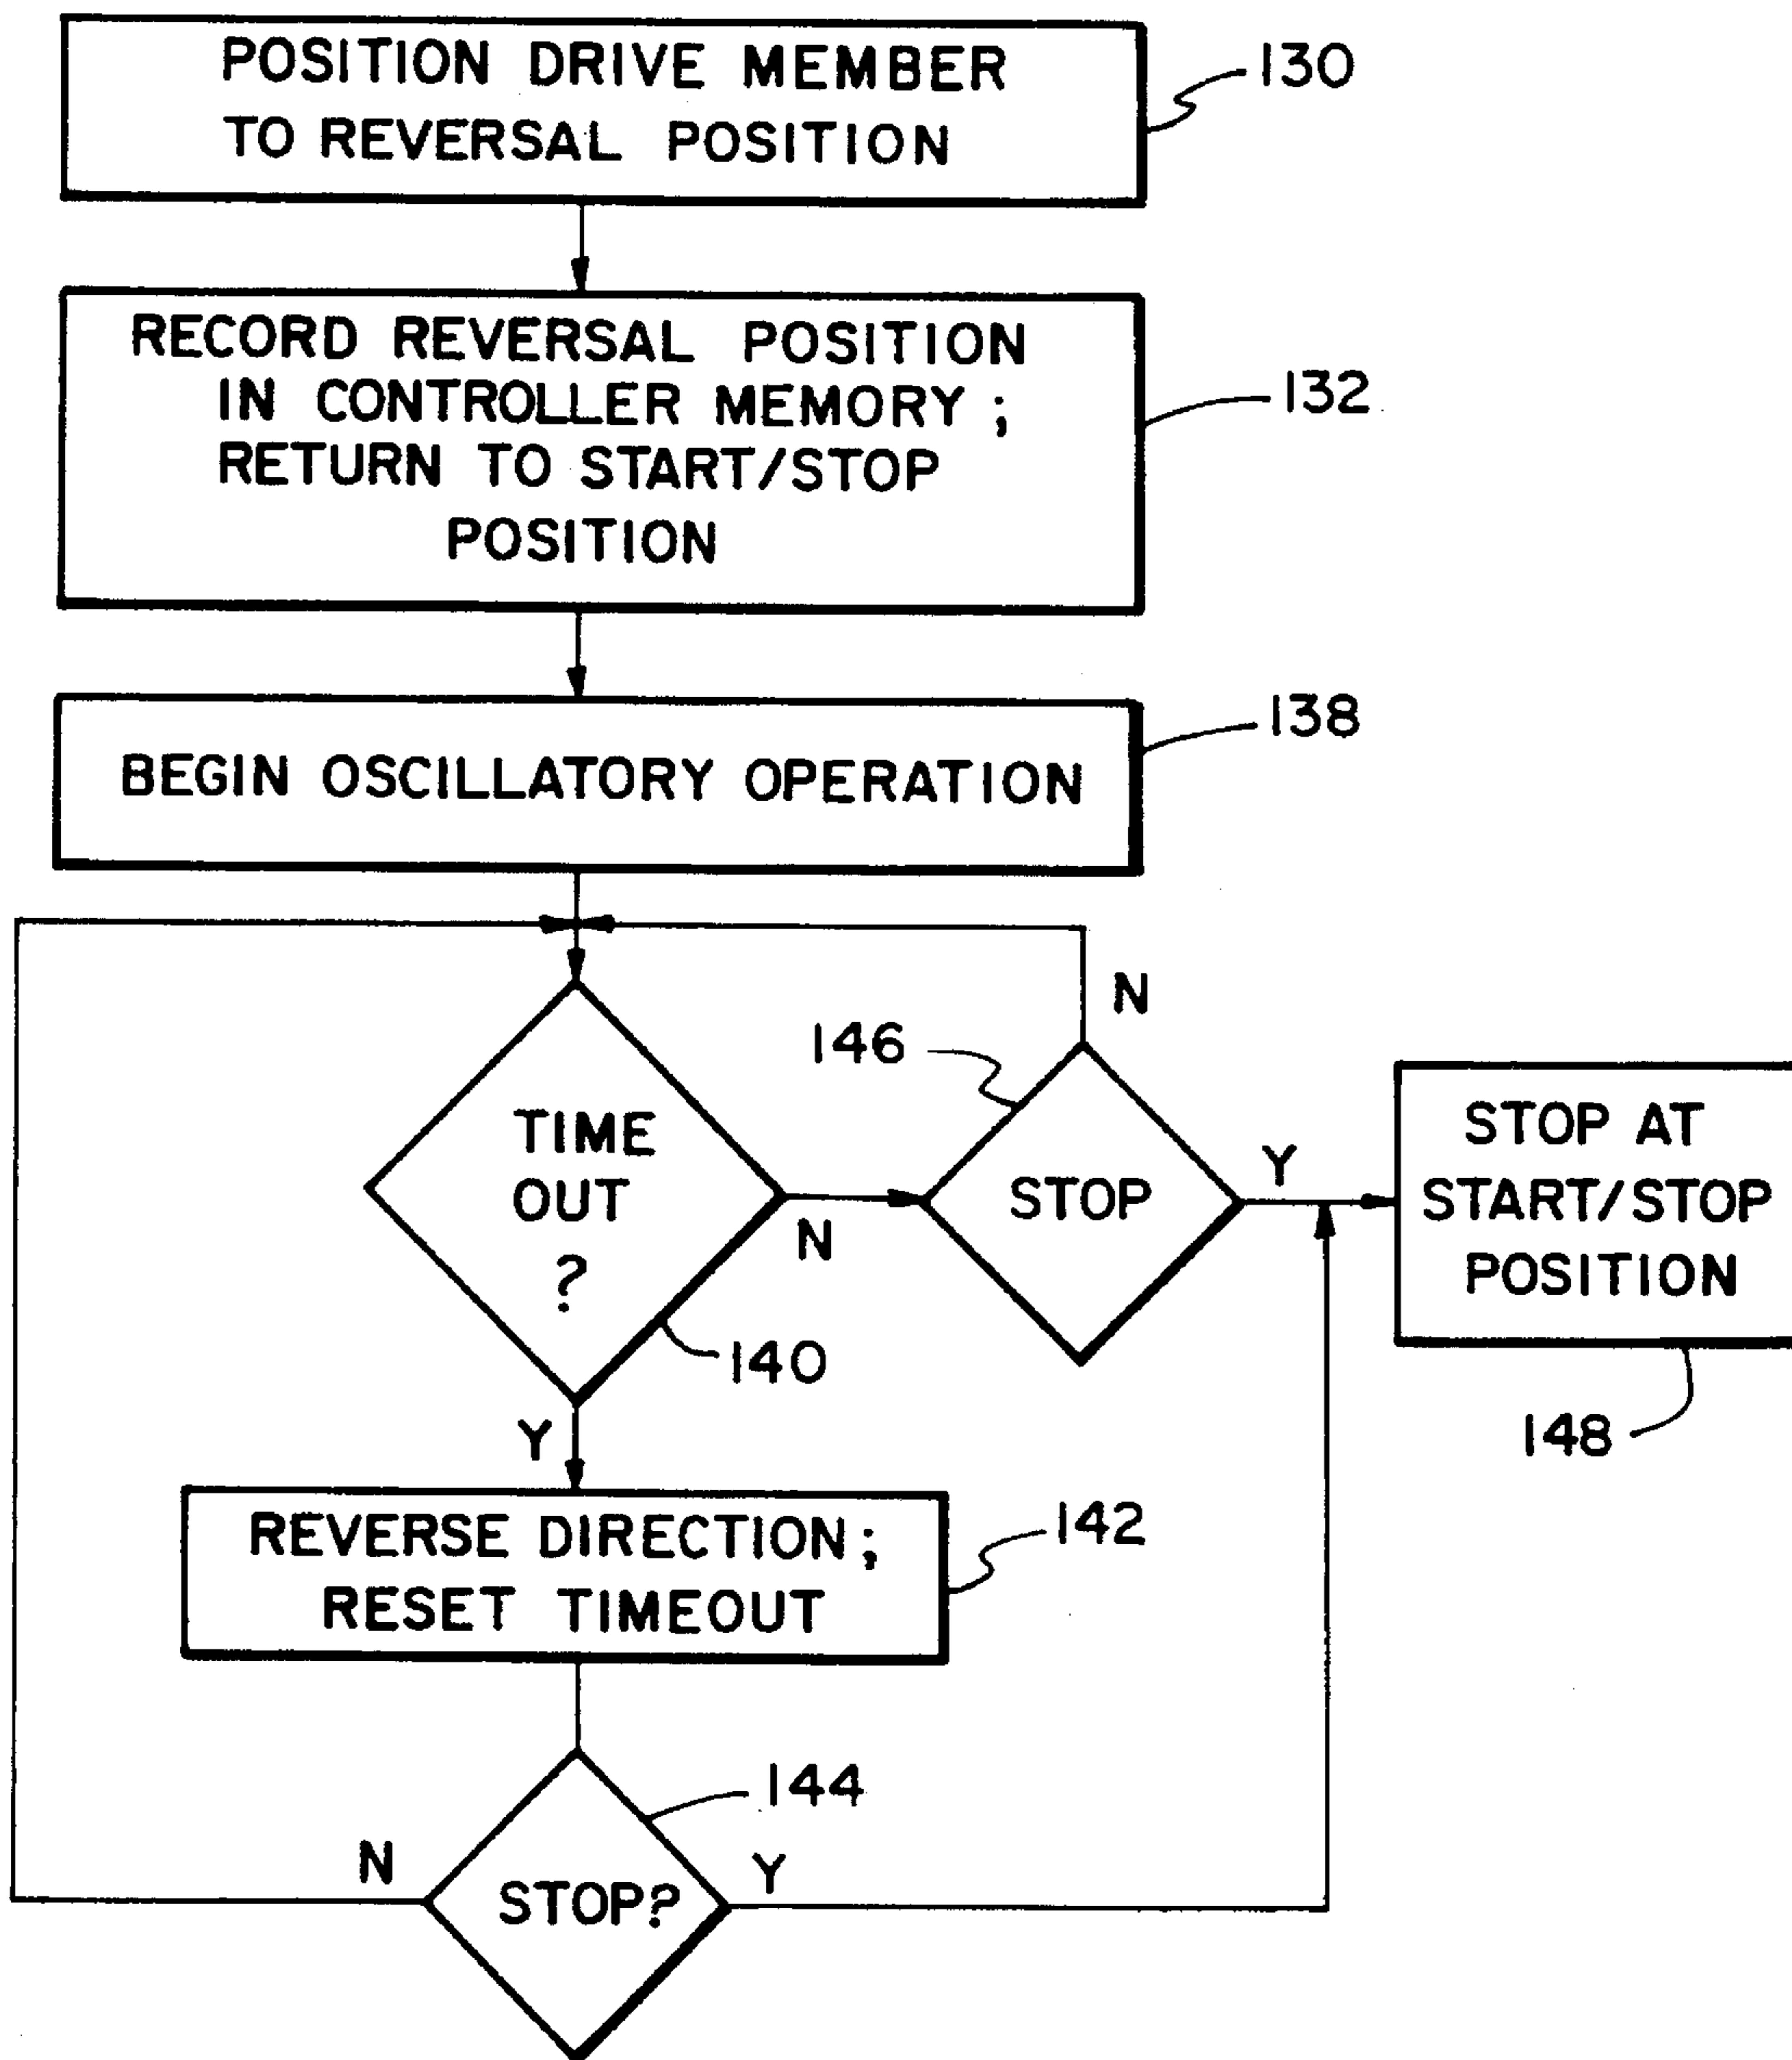 POSITION DRIVE MEMBER
TO REVERSAL POSITION
130
RECORD REVERSAL POSITION
IN CONTROLLER MEMORY ;
RETURN TO START/STOP
POSITION
132
BEGIN OSCILLATORY OPERATION
138
TIME
OUT
?
140
N
Y
146
STOP
N
Y
STOP AT
START/STOP
POSITION
148
REVERSE DIRECTION ;
RESET TIMEOUT
142
144
STOP?
N
Y